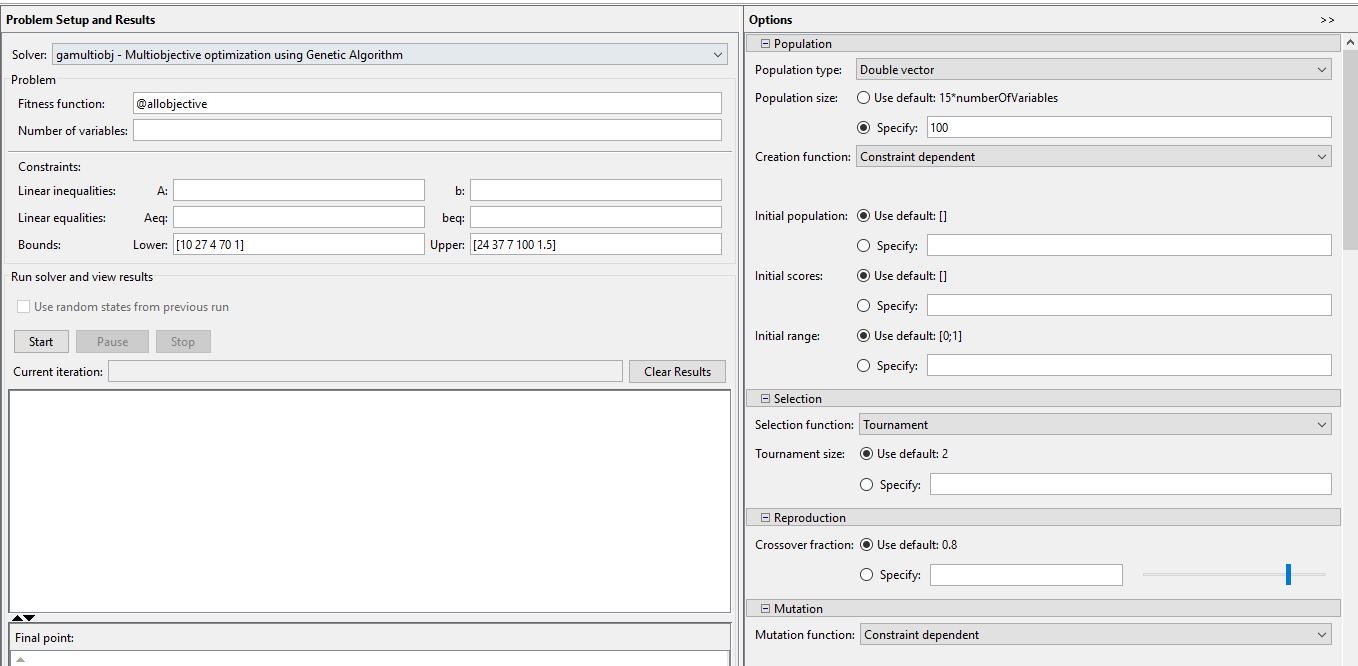 Problem Setup and Results
Solver: gamultiobj - Multiobjective optimization using Genetic Algorithm
Problem
Fitness function: @allobjective
Number of variables:
Constraints:
Linear inequalities: A: b:
Linear equalities: Aeq: beq:
Bounds: Lower: [10 27 4 70 1] Upper: [24 37 7 100 1.5]
Run solver and view results
Use random states from previous run
Start Pause Stop
Current iteration: Clear Results
Final point:
Options >>
Population
Population type: Double vector
Population size: Use default: 15*numberOfVariables
Specify: 100
Creation function: Constraint dependent
Initial population: Use default: []
Specify:
Initial scores: Use default: []
Specify:
Initial range: Use default: [0;1]
Specify:
Selection
Selection function: Tournament
Tournament size: Use default: 2
Specify:
Reproduction
Crossover fraction: Use default: 0.8
Specify:
Mutation
Mutation function: Constraint dependent